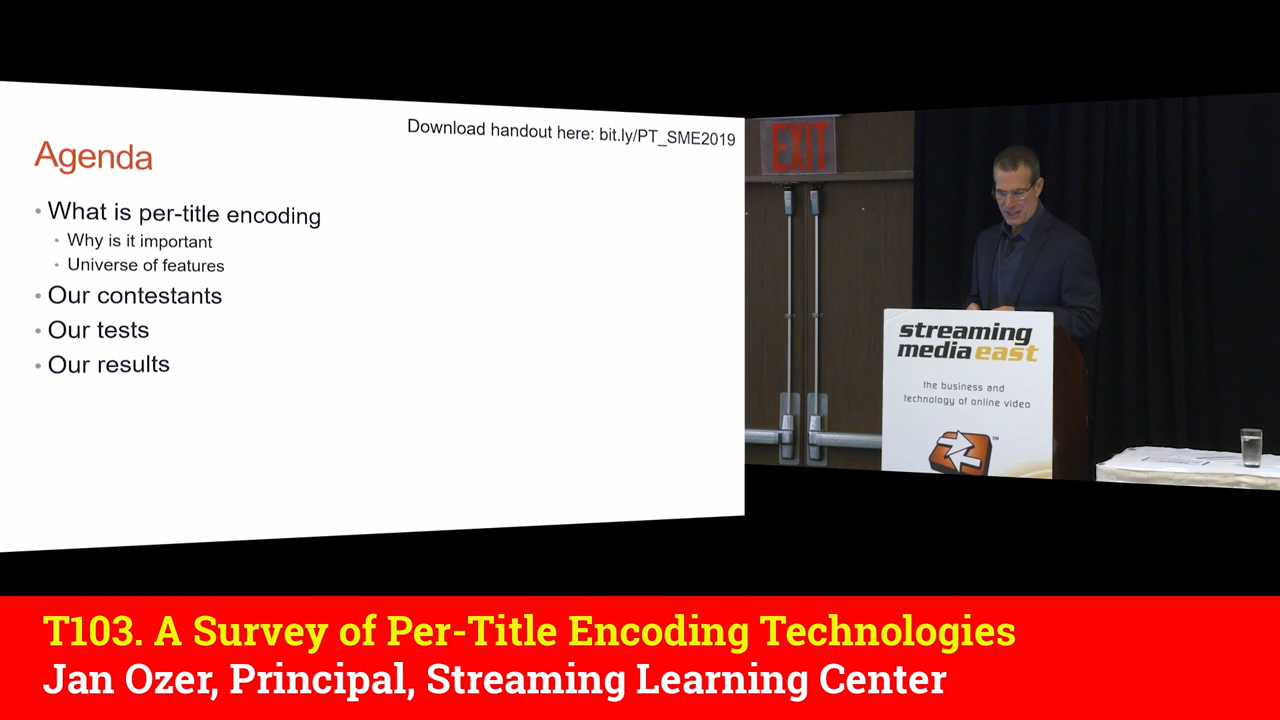 Download handout here: bit.ly/PT_SME2019
Agenda
• What is per-title encoding
• Why is it important
• Universe of features
• Our contestants
• Our tests
• Our results
EXIT
streaming
media east
the business and
technology of online video
SM
T103. A Survey of Per-Title Encoding Technologies
Jan Ozer, Principal, Streaming Learning Center